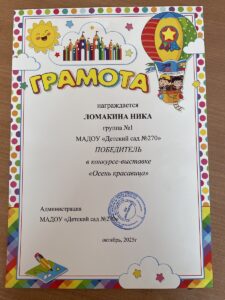 ГРАМОТА
награждается
ЛОМАКИНА НИКА
группа №1
МАДОУ «Детский сад №270»
ПОБЕДИТЕЛЬ
в конкурсе-выставке
«Осень красавица»
Администрация
МАДОУ «Детский сад №270»
октябрь, 2025г